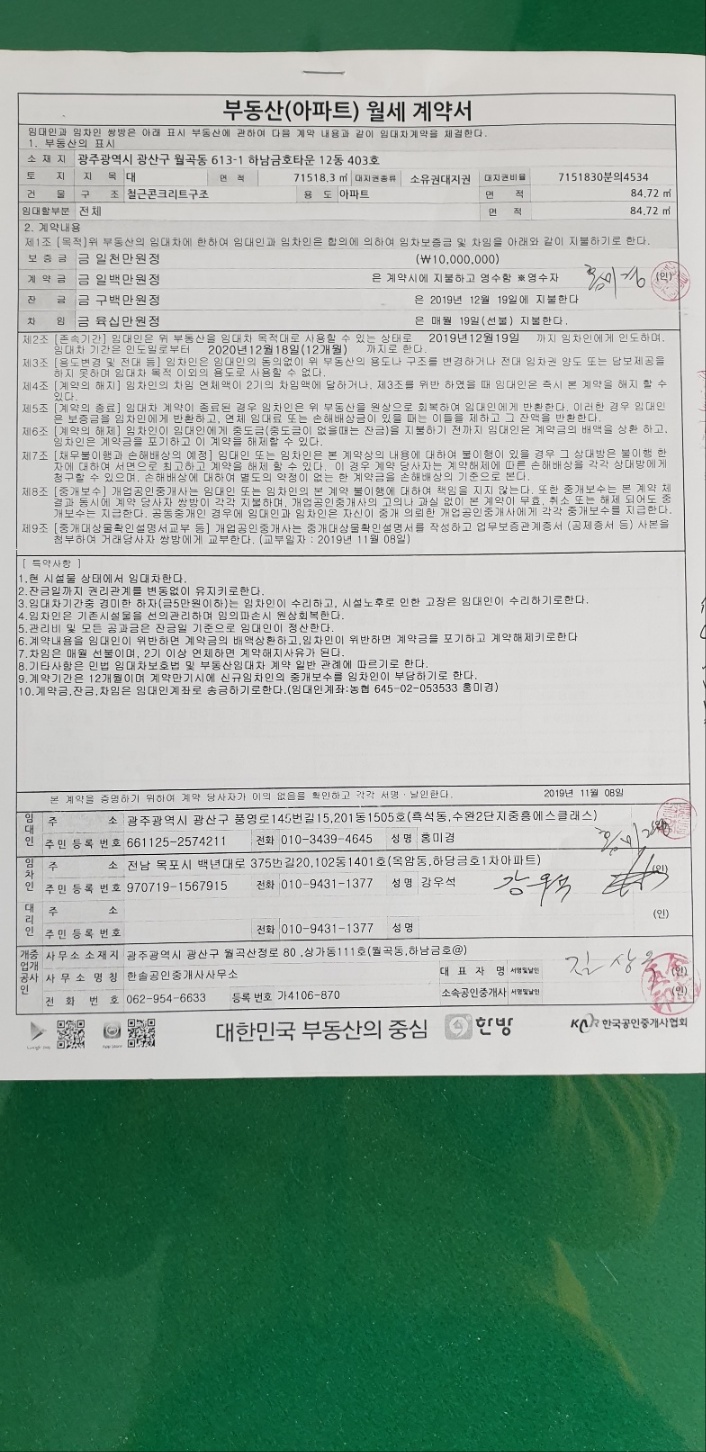 부동산(아파트) 월세 계약서
임대인과 임차인 쌍방은 아래 표시 부동산에 관하여 다음 계약 내용과 같이 임대차계약을 체결한다.
1. 부동산의 표시
소 재 지 광주광역시 광산구 월곡동 613-1 하남금호타운 12동 403호
토 지 지 목 대 면 적 71518.3 ㎡ 대지권종류 소유권대지권 대지권비율 7151830분의4534
건 물 구 조 철근콘크리트구조 용 도 아파트 면 적 84.72 ㎡
임대할부분 전체 면 적 84.72 ㎡
2. 계약내용
제1조 [목적]위 부동산의 임대차에 한하여 임대인과 임차인은 합의에 의하여 임차보증금 및 차임을 아래와 같이 지불하기로 한다.
보 증 금 금 일천만원정 (₩10,000,000)
계 약 금 금 일백만원정 은 계약시에 지불하고 영수함 ※영수자 홍미경 (인)
잔 금 금 구백만원정 은 2019년 12월 19일에 지불한다
차 임 금 육십만원정 은 매월 19일(선불) 지불한다.
제2조 [존속기간] 임대인은 위 부동산을 임대차 목적대로 사용할 수 있는 상태로 2019년12월19일 까지 임차인에게 인도하며,
임대차 기간은 인도일로부터 2020년12월18일(12개월) 까지로 한다.
제3조 [용도변경 및 전대 등] 임차인은 임대인의 동의없이 위 부동산의 용도나 구조를 변경하거나 전대 임차권 양도 또는 담보제공을
하지 못하며 임대차 목적 이외의 용도로 사용할 수 없다.
제4조 [계약의 해지] 임차인의 차임 연체액이 2기의 차임액에 달하거나, 제3조를 위반 하였을 때 임대인은 즉시 본 계약을 해지 할 수
있다.
제5조 [계약의 종료] 임대차 계약이 종료된 경우 임차인은 위 부동산을 원상으로 회복하여 임대인에게 반환한다. 이러한 경우 임대인
은 보증금을 임차인에게 반환하고, 연체 임대료 또는 손해배상금이 있을 때는 이들을 제하고 그 잔액을 반환한다.
제6조 [계약의 해제] 임차인이 임대인에게 중도금(중도금이 없을때는 잔금)을 지불하기 전까지 임대인은 계약금의 배액을 상환 하고,
임차인은 계약금을 포기하고 이 계약을 해제할 수 있다.
제7조 [채무불이행과 손해배상의 예정] 임대인 또는 임차인은 본 계약상의 내용에 대하여 불이행이 있을 경우 그 상대방은 불이행 한
자에 대하여 서면으로 최고하고 계약을 해제 할 수 있다. 이 경우 계약 당사자는 계약해제에 따른 손해배상을 각각 상대방에게
청구할 수 있으며, 손해배상에 대하여 별도의 약정이 없는 한 계약금을 손해배상의 기준으로 본다.
제8조 [중개보수] 개업공인중개사는 임대인 또는 임차인의 본 계약 불이행에 대하여 책임을 지지 않는다. 또한 중개보수는 본 계약 체
결과 동시에 계약 당사자 쌍방이 각각 지불하며, 개업공인중개사의 고의나 과실 없이 본 계약이 무효, 취소 또는 해제 되어도 중
개보수는 지급한다. 공동중개인 경우에 임대인과 임차인은 자신이 중개 의뢰한 개업공인중개사에게 각각 중개보수를 지급한다.
제9조 [중개대상물확인설명서교부 등] 개업공인중개사는 중개대상물확인설명서를 작성하고 업무보증관계증서 (공제증서 등) 사본을
첨부하여 거래당사자 쌍방에게 교부한다. (교부일자 : 2019년 11월 08일)
[ 특약사항 ]
1.현 시설물 상태에서 임대차한다.
2.잔금일까지 권리관계를 변동없이 유지키로한다.
3.임대차기간중 경미한 하자(금5만원이하)는 임차인이 수리하고, 시설노후로 인한 고장은 임대인이 수리하기로한다.
4.임차인은 기존시설물을 선의관리하며 임의파손시 원상회복한다.
5.관리비 및 모든 공과금은 잔금일 기준으로 임대인이 정산한다.
6.계약내용을 임대인이 위반하면 계약금의 배액상환하고,임차인이 위반하면 계약금을 포기하고 계약해제키로한다
7.차임은 매월 선불이며, 2기 이상 연체하면 계약해지사유가 된다.
8.기타사항은 민법 임대차보호법 및 부동산임대차 계약 일반 관례에 따르기로 한다.
9.계약기간은 12개월이며 계약만기시에 신규임차인의 중개보수를 임차인이 부담하기로 한다.
10.계약금,잔금,차임은 임대인계좌로 송금하기로한다.(임대인계좌:농협 645-02-053533 홍미경)
본 계약을 증명하기 위하여 계약 당사자가 이의 없음을 확인하고 각각 서명·날인한다. 2019년 11월 08일
임대인 주 소 광주광역시 광산구 풍영로145번길15,201동1505호(흑석동,수완2단지중흥에스클래스)
주 민 등 록 번 호 661125-2574211 전화 010-3439-4645 성 명 홍미경 홍미경
임차인 주 소 전남 목포시 백년대로 375번길20,102동1401호(옥암동,하당금호1차아파트)
주 민 등 록 번 호 970719-1567915 전화 010-9431-1377 성 명 강우석 강우석 (인)
대리인 주 소 (인)
주 민 등 록 번 호 전화 010-9431-1377 성 명
개업공인중개사 사 무 소 소 재 지 광주광역시 광산구 월곡산정로 80 ,상가동111호(월곡동,하남금호@)
사 무 소 명 칭 한솔공인중개사사무소 대 표 자 명 서명및날인 (인)
전 화 번 호 062-954-6633 등록 번호 가4106-870 소속공인중개사 서명및날인 (인)
대한민국 부동산의 중심 한방 KAR 한국공인중개사협회